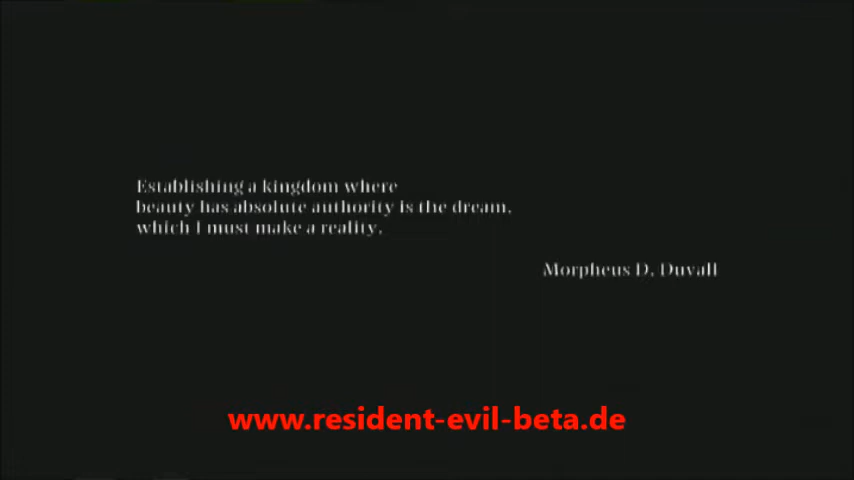 Establishing a kingdom where
beauty has absolute authority is the dream,
which I must make a reality.
Morpheus D. Duvall
www.resident-evil-beta.de